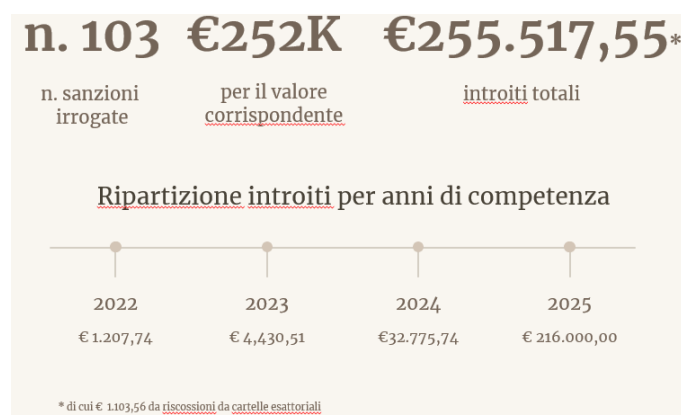 n. 103 €252K €255.517,55*
n. sanzioni
irrogate
per il valore
corrispondente
introiti totali
Ripartizione introiti per anni di competenza
2022 2023 2024 2025
€ 1.207,74 € 4,430,51 €32.775,74 € 216.000,00
* di cui € 1.103,56 da riscossioni da cartelle esattoriali